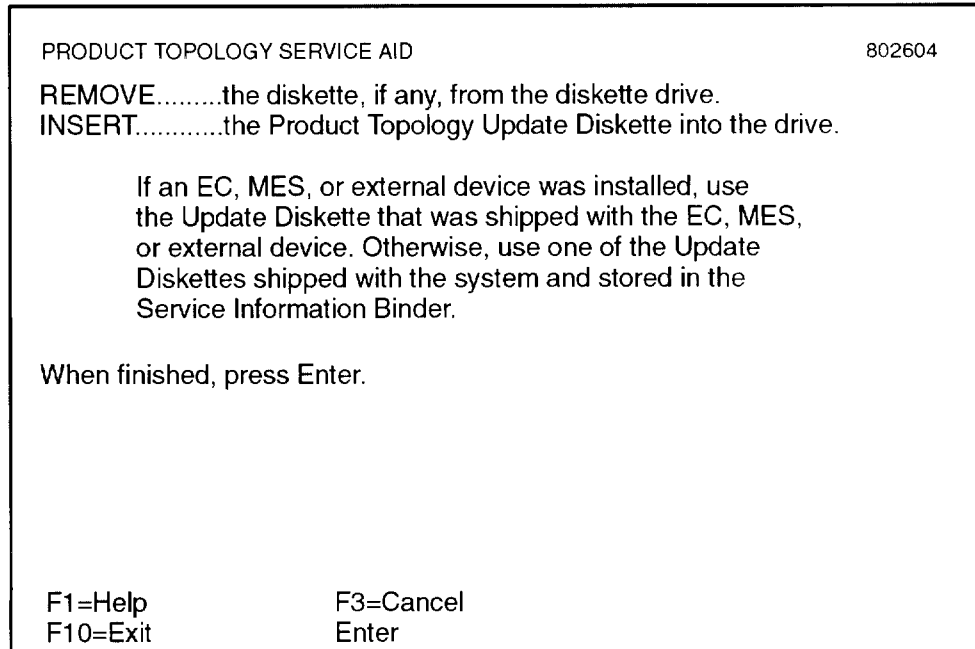 PRODUCT TOPOLOGY SERVICE AID 802604
REMOVE.........the diskette, if any, from the diskette drive.
INSERT............the Product Topology Update Diskette into the drive.
If an EC, MES, or external device was installed, use
the Update Diskette that was shipped with the EC, MES,
or external device. Otherwise, use one of the Update
Diskettes shipped with the system and stored in the
Service Information Binder.
When finished, press Enter.
F1=Help F3=Cancel
F10=Exit Enter